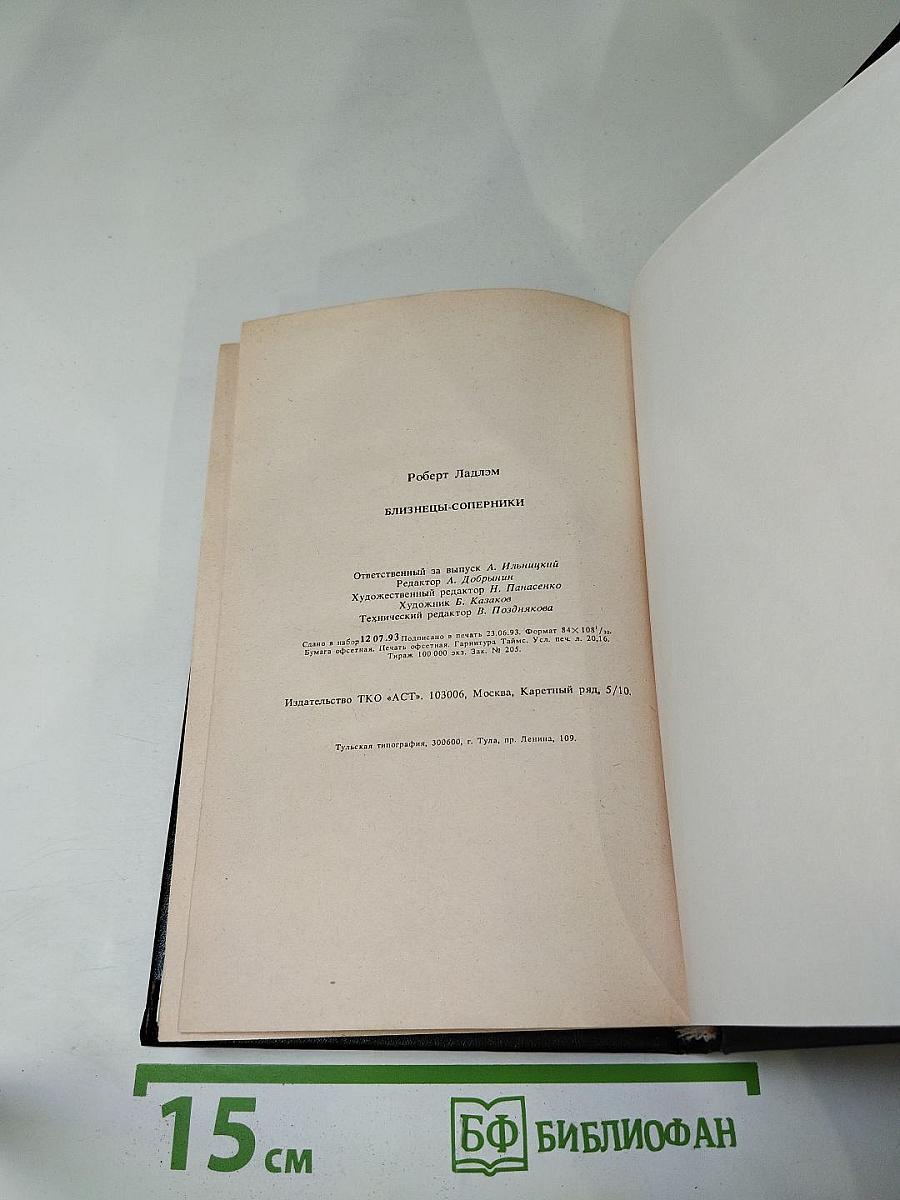 Роберт Ладлэм
БЛИЗНЕЦЫ-СОПЕРНИКИ
Ответственный за выпуск А. Ильницкий
Редактор А. Добрынин
Художественный редактор Н. Панасенко
Художник Б. Казаков
Технический редактор В. Позднякова
Сдано в набор 12 07.93 Подписано в печать 23.06.93. Формат 84×108¹/₃₂.
Бумага офсетная. Печать офсетная. Гарнитура Таймс. Усл. печ. л. 20,16.
Тираж 100 000 экз. Зак. № 205.
Издательство ТКО «АСТ». 103006, Москва, Каретный ряд, 5/10.
Тульская типография, 300600, г. Тула, пр. Ленина, 109.
15 см
БФ БИБЛИОФАН